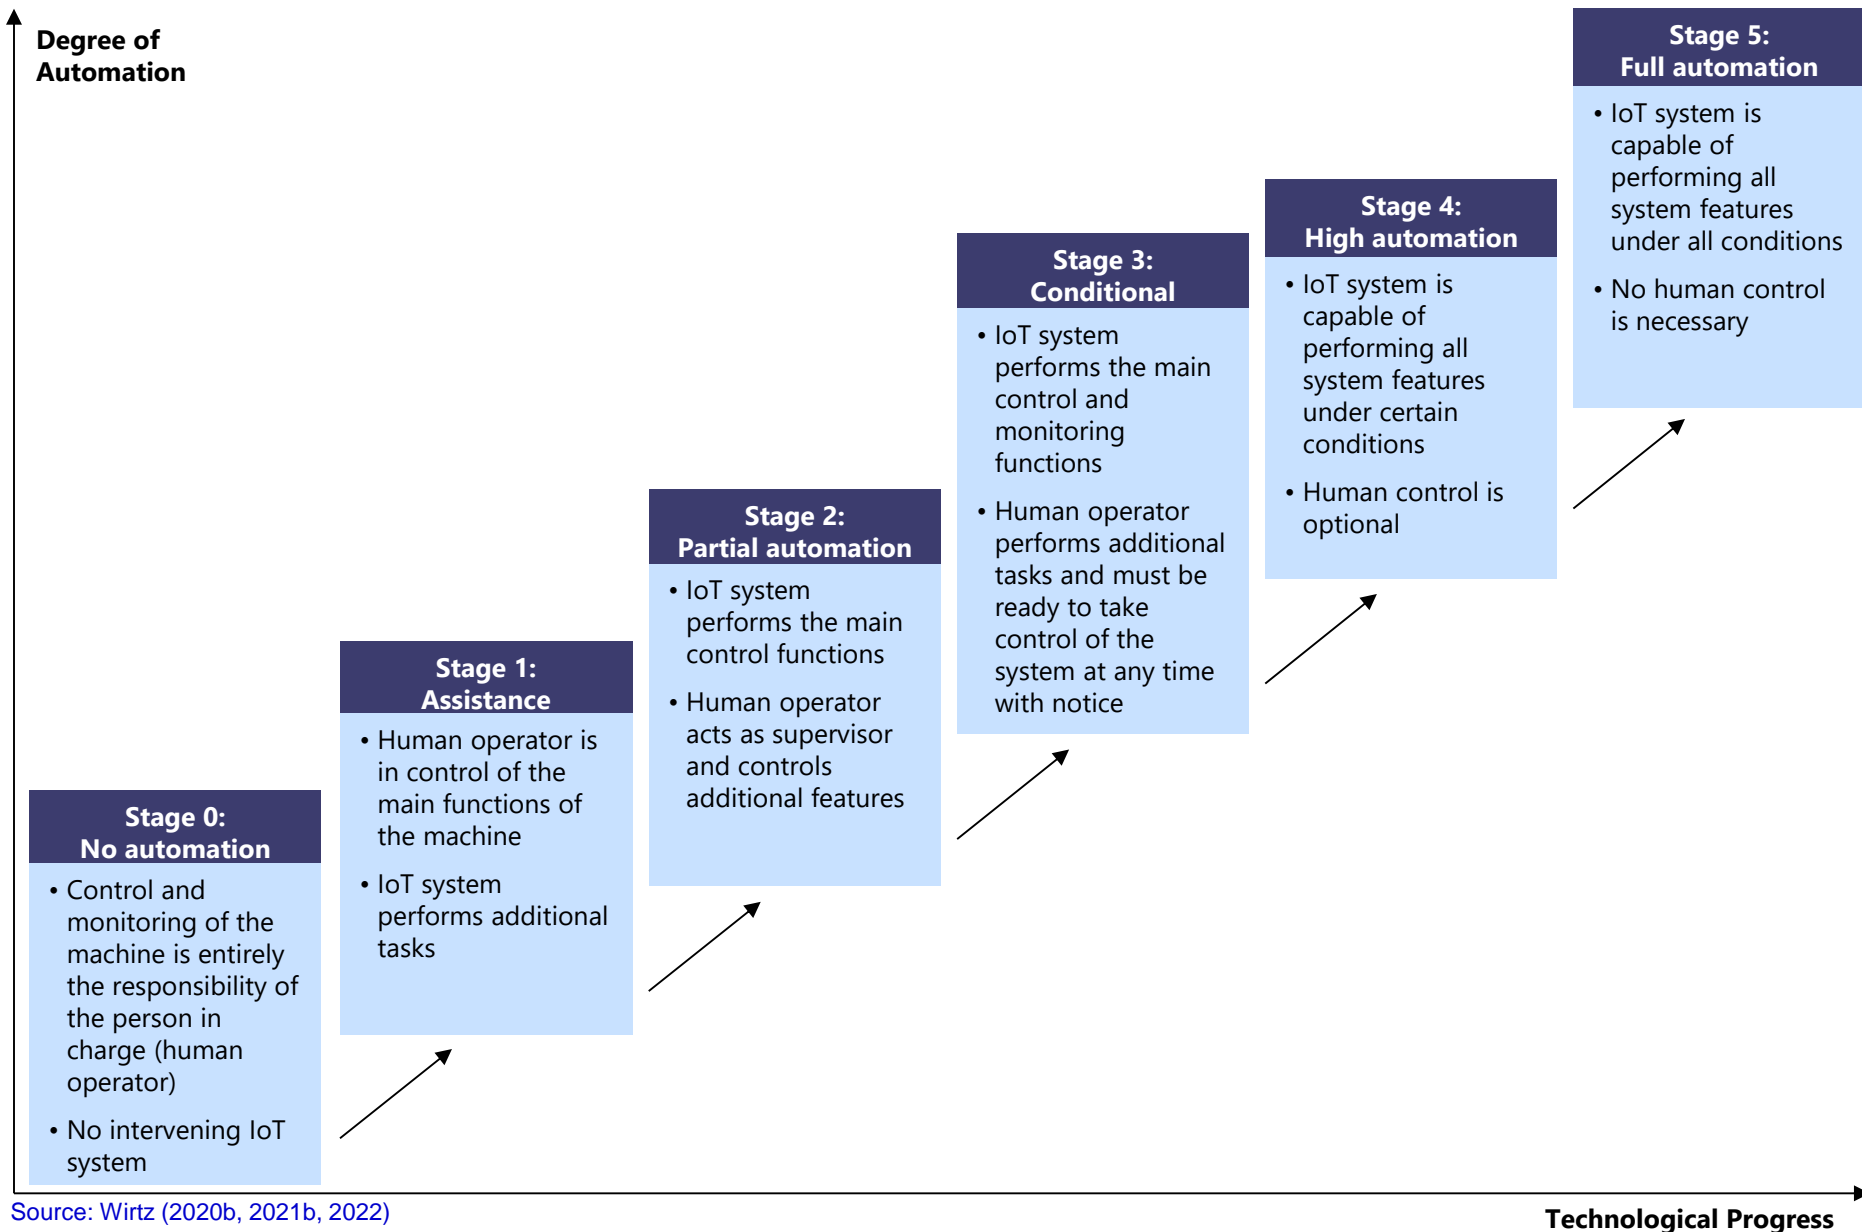 Degree of
Automation
Stage 5:
Full automation
• IoT system is
capable of
performing all
system features
under all conditions
• No human control
is necessary
Stage 4:
High automation
• IoT system is
capable of
performing all
system features
under certain
conditions
• Human control is
optional
Stage 3:
Conditional
• IoT system
performs the main
control and
monitoring
functions
• Human operator
performs additional
tasks and must be
ready to take
control of the
system at any time
with notice
Stage 2:
Partial automation
• IoT system
performs the main
control functions
• Human operator
acts as supervisor
and controls
additional features
Stage 1:
Assistance
• Human operator is
in control of the
main functions of
the machine
• IoT system
performs additional
tasks
Stage 0:
No automation
• Control and
monitoring of the
machine is entirely
the responsibility of
the person in
charge (human
operator)
• No intervening IoT
system
Source: Wirtz (2020b, 2021b, 2022)
Technological Progress